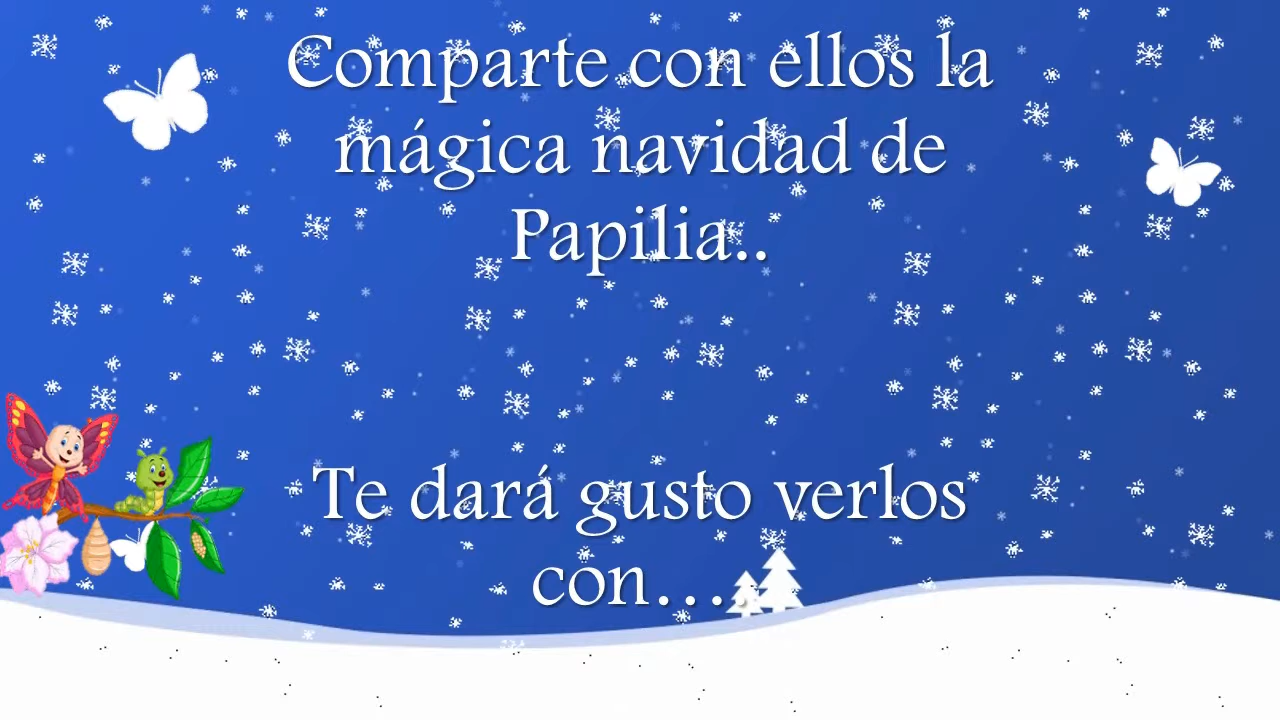 Comparte con ellos la
mágica navidad de
Papilia..
Te dará gusto verlos
con....